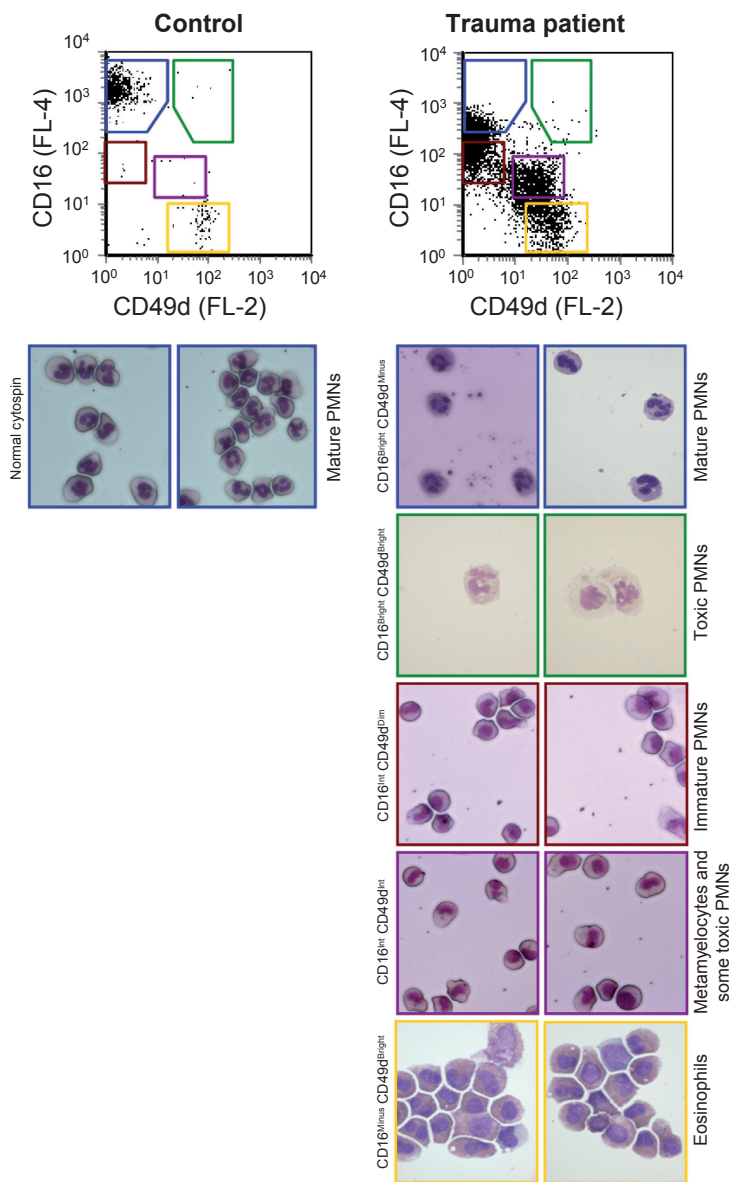 Control
Trauma patient
CD16 (FL-4)
10⁴
10³
10²
10¹
10⁰
10⁰ 10¹ 10² 10³ 10⁴
CD49d (FL-2)
CD16 (FL-4)
10⁴
10³
10²
10¹
10⁰
10⁰ 10¹ 10² 10³ 10⁴
CD49d (FL-2)
Normal cytospin
Mature PMNs
CD16ᴮʳⁱᵍʰᵗ CD49dᴹⁱⁿᵘˢ
Mature PMNs
CD16ᴮʳⁱᵍʰᵗ CD49dᴮʳⁱᵍʰᵗ
Toxic PMNs
CD16ᴵⁿᵗ CD49dᴰⁱᵐ
Immature PMNs
CD16ᴵⁿᵗ CD49dᴵⁿᵗ
Metamyelocytes and
some toxic PMNs
CD16ᴹⁱⁿᵘˢ CD49dᴮʳⁱᵍʰᵗ
Eosinophils